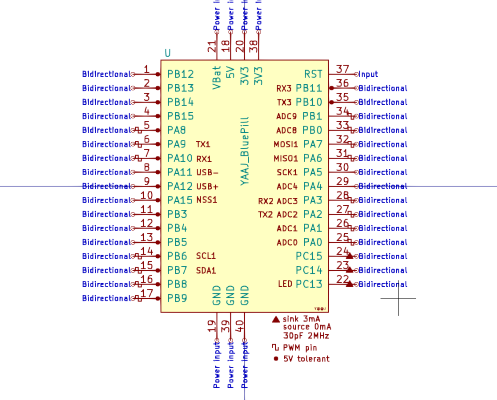 Power i
Power i
Power i
Power i
21
18
20
38
VBat
5V
3V3
3V3
U
Bidirectional 1 PB12
Bidirectional 2 PB13
Bidirectional 3 PB14
Bidirectional 4 PB15
Bidirectional 5 PA8
Bidirectional 6 PA9 TX1
Bidirectional 7 PA10 RX1
Bidirectional 8 PA11 USB-
Bidirectional 9 PA12 USB+
Bidirectional 10 PA15 NSS1
Bidirectional 11 PB3
Bidirectional 12 PB4
Bidirectional 13 PB5
Bidirectional 14 PB6 SCL1
Bidirectional 15 PB7 SDA1
Bidirectional 16 PB8
Bidirectional 17 PB9
YAAJ_BluePill
RST 37 Input
RX3 PB11 36 Bidirectional
TX3 PB10 35 Bidirectional
ADC9 PB1 34 Bidirectional
ADC8 PB0 33 Bidirectional
MOSI1 PA7 32 Bidirectional
MISO1 PA6 31 Bidirectional
SCK1 PA5 30 Bidirectional
ADC4 PA4 29 Bidirectional
RX2 ADC3 PA3 28 Bidirectional
TX2 ADC2 PA2 27 Bidirectional
ADC1 PA1 26 Bidirectional
ADC0 PA0 25 Bidirectional
PC15 24 Bidirectional
PC14 23 Bidirectional
LED PC13 22 Bidirectional
GND
GND
GND
19
39
40
Power input
Power input
Power input
sink 3mA
source 0mA
30pF 2MHz
PWM pin
5V tolerant